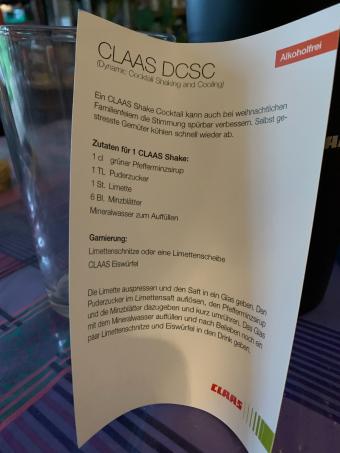 Alkoholfrei
CLAAS DCSC
(Dynamic Cocktail Shaking and Cooling)
Ein CLAAS Shake Cocktail kann auch bei weihnachtlichen
Familienfeiern die Stimmung spürbar verbessern. Selbst ge-
stresste Gemüter kühlen schnell wieder ab.
Zutaten für 1 CLAAS Shake:
1 cl grüner Pfefferminzsirup
1 TL Puderzucker
1 St. Limette
6 Bl. Minzblätter
Mineralwasser zum Auffüllen
Garnierung:
Limettenschnitze oder eine Limettenscheibe
CLAAS Eiswürfel
Die Limette auspressen und den Saft in ein Glas geben. Den
Puderzucker im Limettensaft auflösen, den Pfefferminzsirup
und die Minzblätter dazugeben und kurz umrühren. Das Glas
mit dem Mineralwasser auffüllen und nach Belieben noch ein
paar Limettenschnitze und Eiswürfel in den Drink geben.
CLAAS